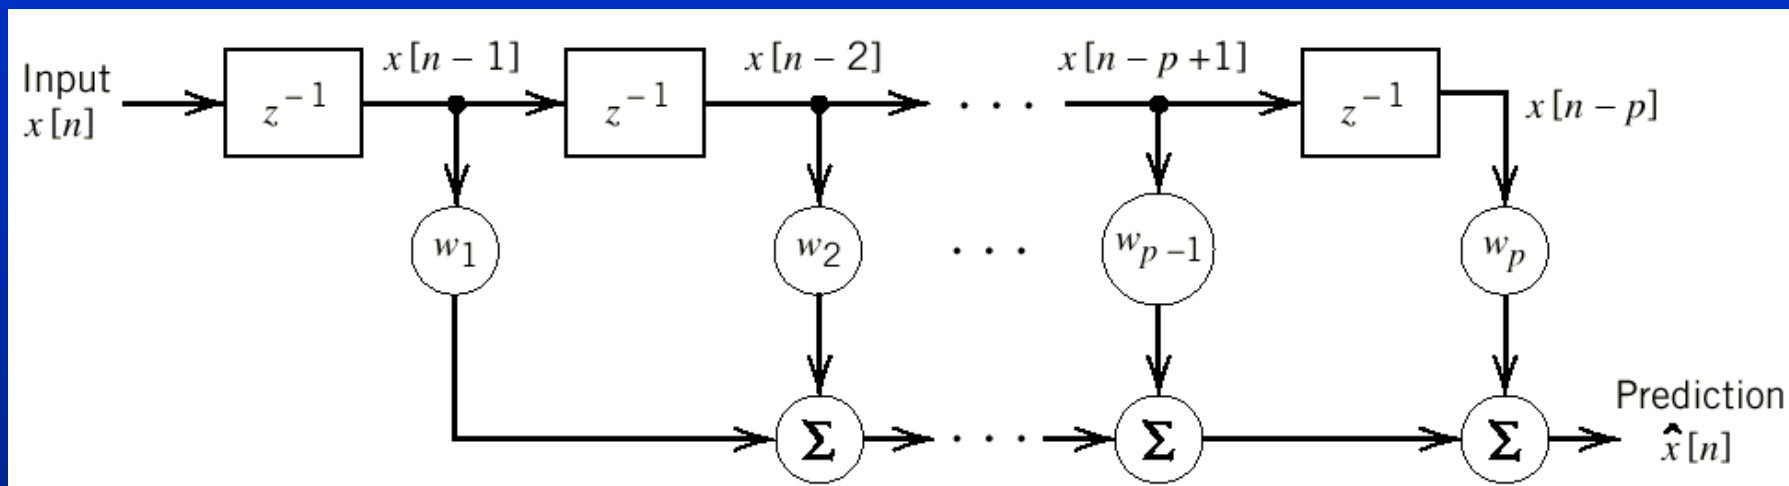 Input
x[n]
z⁻¹
x[n − 1]
z⁻¹
x[n − 2]
· · ·
x[n − p +1]
z⁻¹
x[n − p]
w₁
w₂
· · ·
wₚ₋₁
wₚ
Σ
· · ·
Σ
Σ
Prediction
x̂[n]